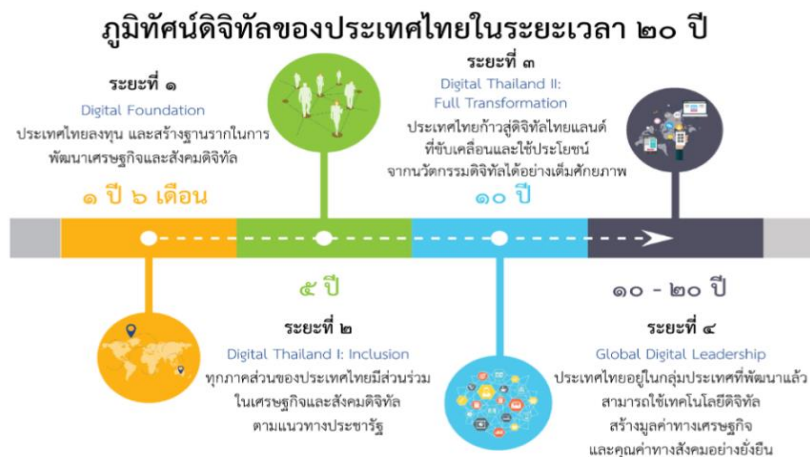 ภูมิทัศน์ดิจิทัลของประเทศไทยในระยะเวลา ๒๐ ปี
ระยะที่ ๑
Digital Foundation
ประเทศไทยลงทุน และสร้างฐานรากในการ
พัฒนาเศรษฐกิจและสังคมดิจิทัล
๑ ปี ๖ เดือน
ระยะที่ ๒
Digital Thailand I: Inclusion
ทุกภาคส่วนของประเทศไทยมีส่วนร่วม
ในเศรษฐกิจและสังคมดิจิทัล
ตามแนวทางประชารัฐ
๕ ปี
ระยะที่ ๓
Digital Thailand II:
Full Transformation
ประเทศไทยก้าวสู่ดิจิทัลไทยแลนด์
ที่ขับเคลื่อนและใช้ประโยชน์
จากนวัตกรรมดิจิทัลได้อย่างเต็มศักยภาพ
๑๐ ปี
๑๐ - ๒๐ ปี
ระยะที่ ๔
Global Digital Leadership
ประเทศไทยอยู่ในกลุ่มประเทศที่พัฒนาแล้ว
สามารถใช้เทคโนโลยีดิจิทัล
สร้างมูลค่าทางเศรษฐกิจ
และคุณค่าทางสังคมอย่างยั่งยืน